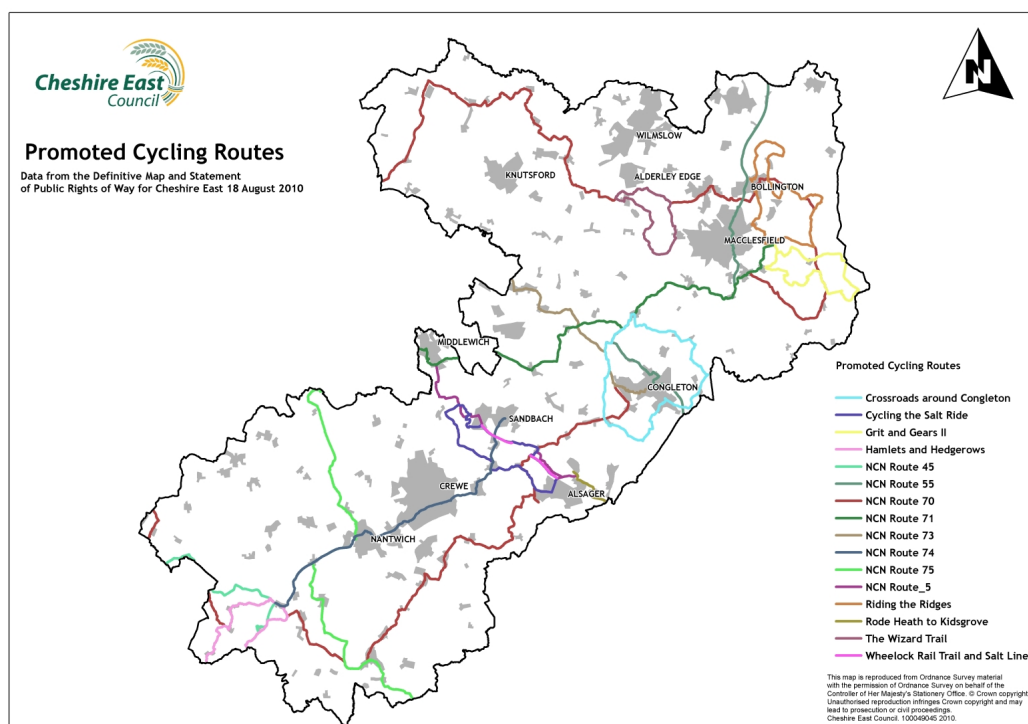 Cheshire East
Council
N
Promoted Cycling Routes
Data from the Definitive Map and Statement
of Public Rights of Way for Cheshire East 18 August 2010
WILMSLOW
KNUTSFORD
ALDERLEY EDGE
BOLLINGTON
MACCLESFIELD
MIDDLEWICH
CONGLETON
SANDBACH
CREWE
ALSAGER
NANTWICH
Promoted Cycling Routes
Crossroads around Congleton
Cycling the Salt Ride
Grit and Gears II
Hamlets and Hedgerows
NCN Route 45
NCN Route 55
NCN Route 70
NCN Route 71
NCN Route 73
NCN Route 74
NCN Route 75
NCN Route_5
Riding the Ridges
Rode Heath to Kidsgrove
The Wizard Trail
Wheelock Rail Trail and Salt Line
This map is reproduced from Ordnance Survey material
with the permission of Ordnance Survey on behalf of the
Controller of Her Majesty's Stationery Office. © Crown copyright
Unauthorised reproduction infringes Crown copyright and may
lead to prosecution or civil proceedings.
Cheshire East Council. 100049045 2010.